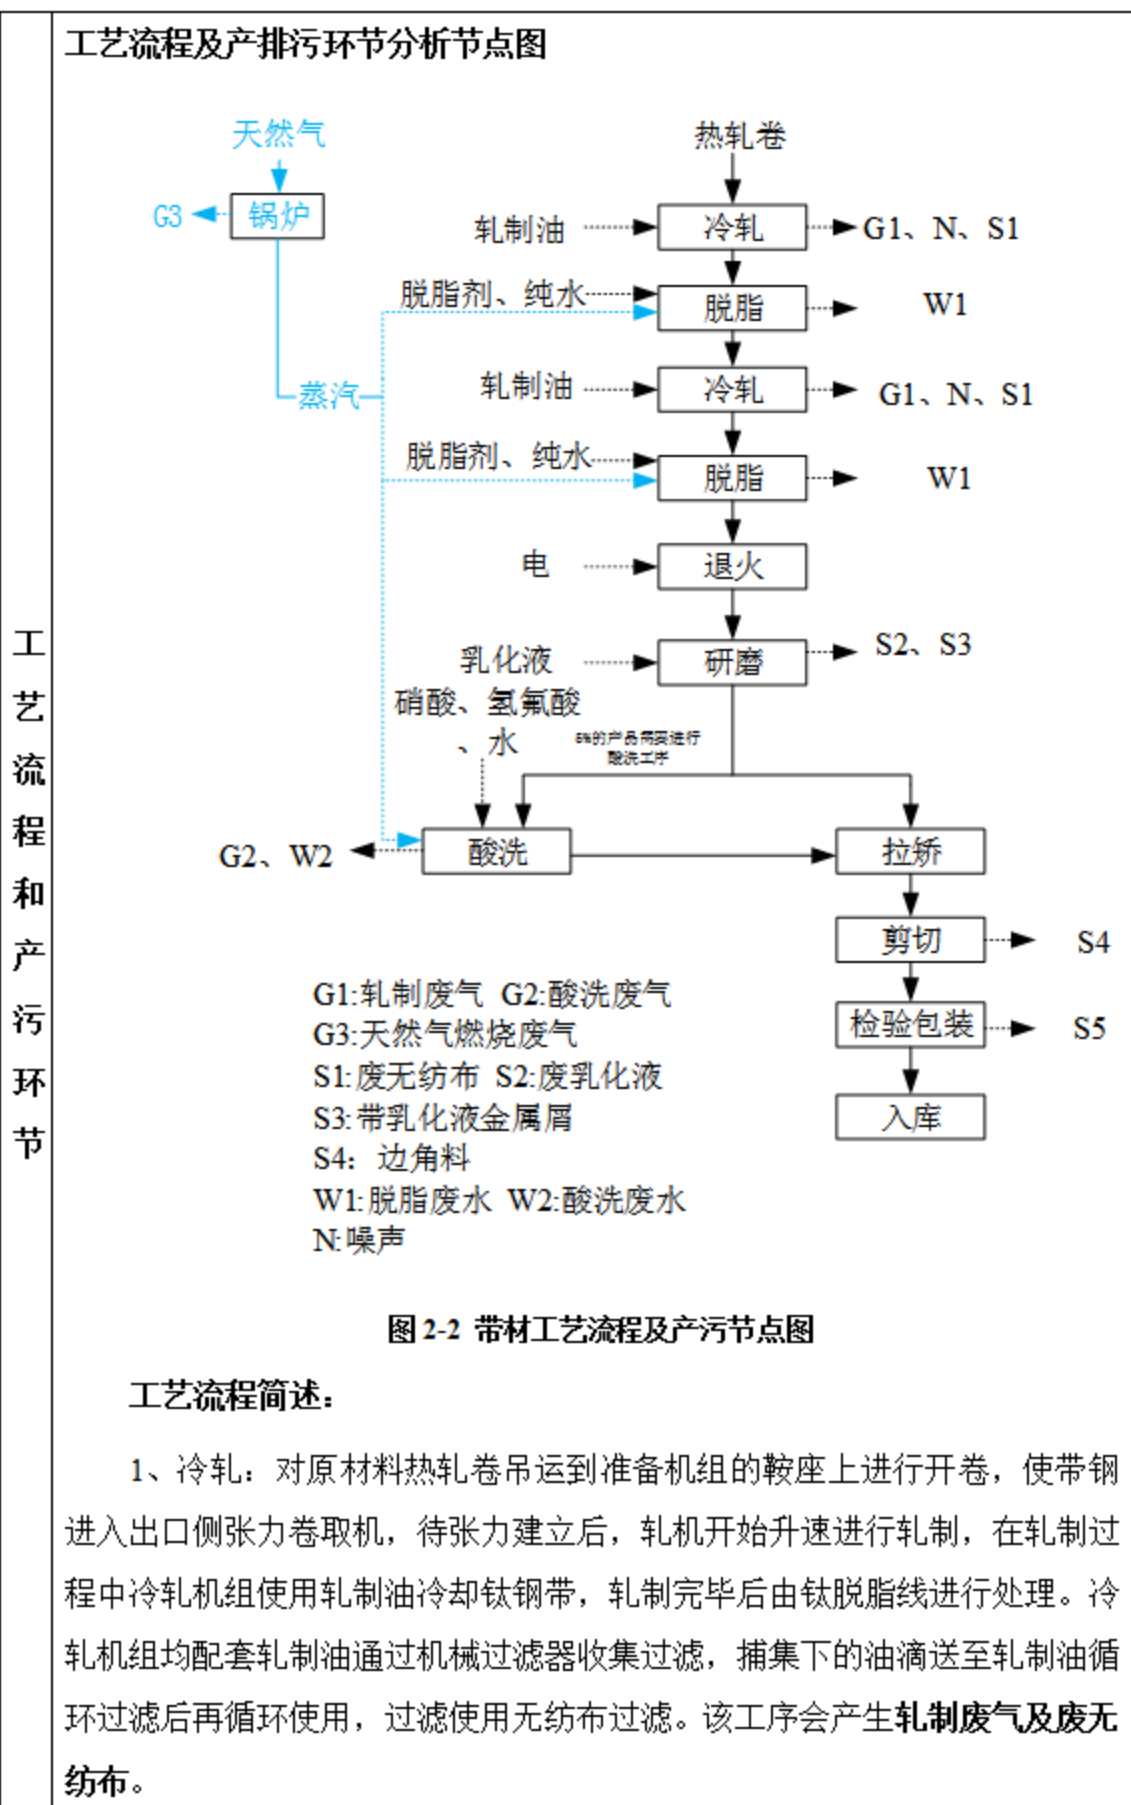 工艺流程及产排污环节分析节点图
天然气
热轧卷
G3
锅炉
轧制油
冷轧
G1、N、S1
脱脂剂、纯水
脱脂
W1
蒸汽
轧制油
冷轧
G1、N、S1
脱脂剂、纯水
脱脂
W1
电
退火
乳化液
研磨
S2、S3
硝酸、氢氟酸
、水
5%的产品需要进行
酸洗工序
G2、W2
酸洗
拉矫
剪切
S4
检验包装
S5
入库
G1:轧制废气 G2:酸洗废气
G3:天然气燃烧废气
S1:废无纺布 S2:废乳化液
S3:带乳化液金属屑
S4：边角料
W1:脱脂废水 W2:酸洗废水
N:噪声
图 2-2 带材工艺流程及产污节点图
工艺流程和产污环节
工艺流程简述：
1、冷轧：对原材料热轧卷吊运到准备机组的鞍座上进行开卷，使带钢
进入出口侧张力卷取机，待张力建立后，轧机开始升速进行轧制，在轧制过
程中冷轧机组使用轧制油冷却钛钢带，轧制完毕后由钛脱脂线进行处理。冷
轧机组均配套轧制油通过机械过滤器收集过滤，捕集下的油滴送至轧制油循
环过滤后再循环使用，过滤使用无纺布过滤。该工序会产生轧制废气及废无
纺布。